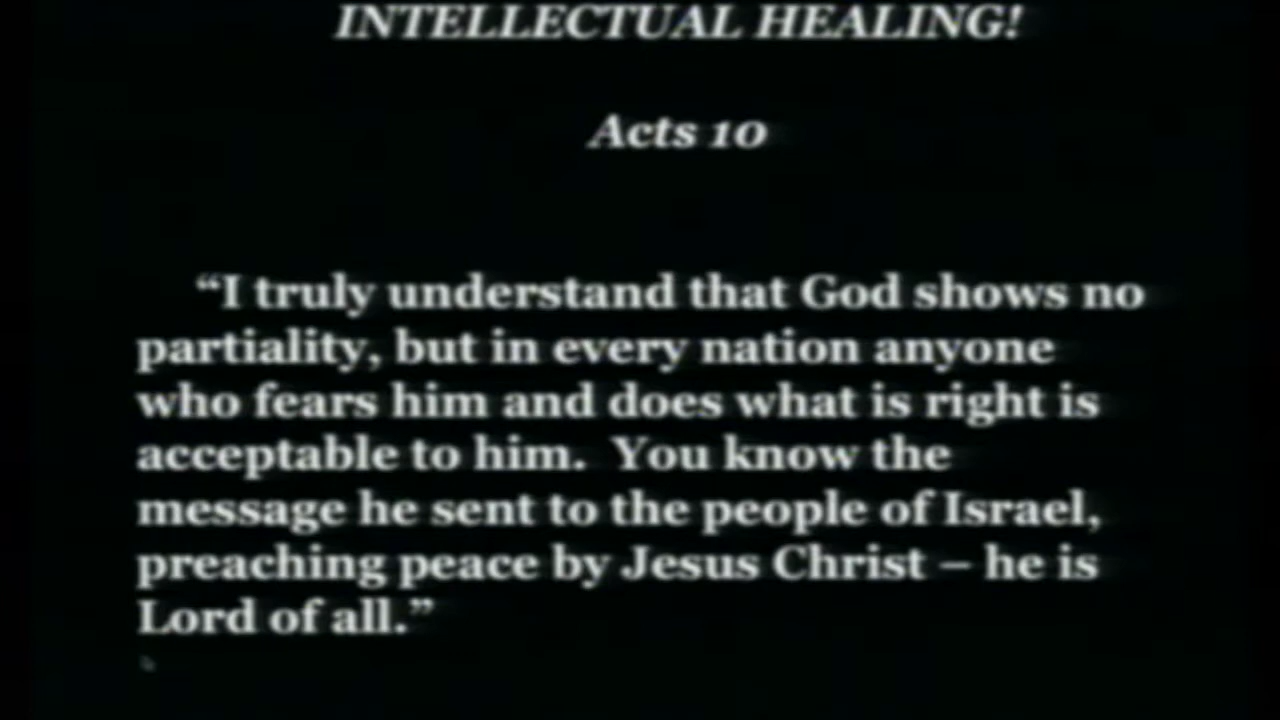 INTELLECTUAL HEALING!
Acts 10
“I truly understand that God shows no
partiality, but in every nation anyone
who fears him and does what is right is
acceptable to him.  You know the
message he sent to the people of Israel,
preaching peace by Jesus Christ – he is
Lord of all.”